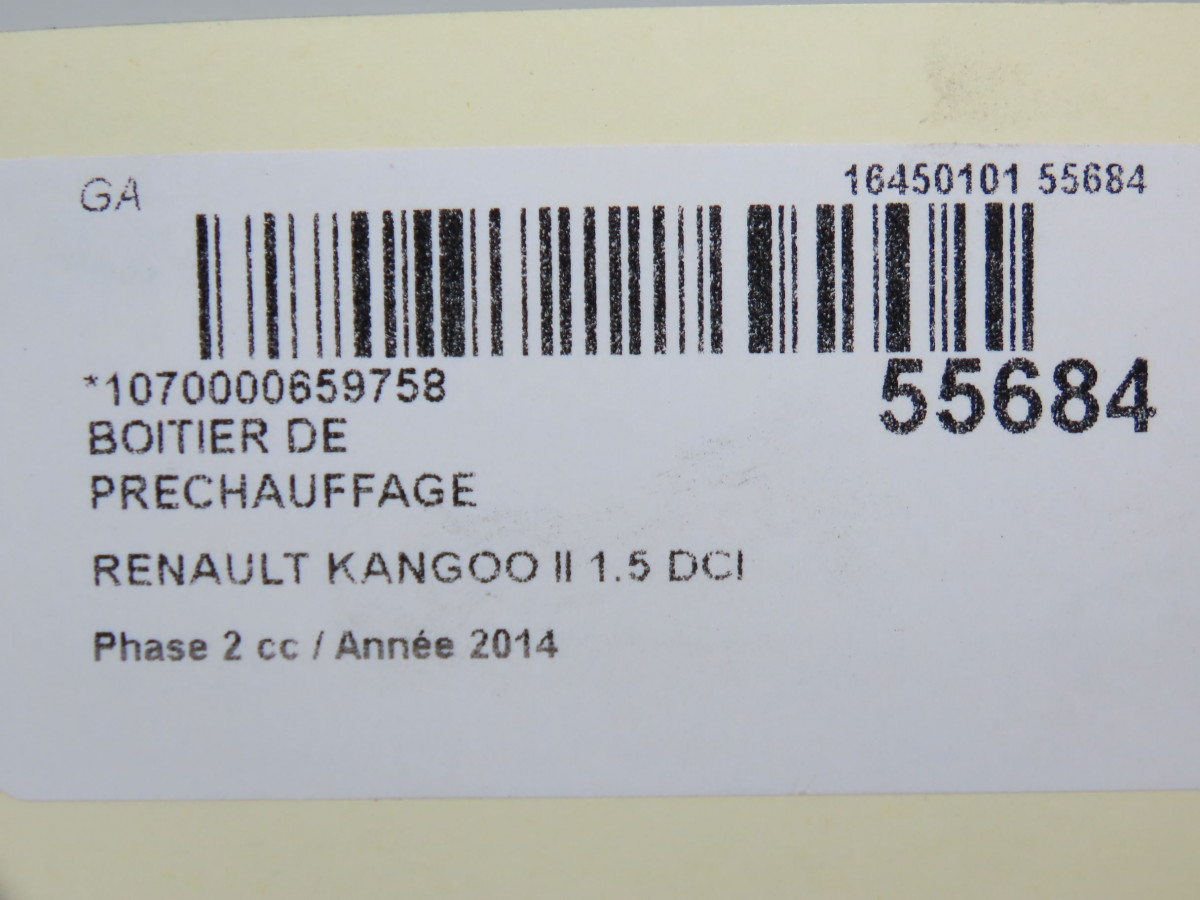 GA
16450101 55684
*1070000659758
55684
BOITIER DE
PRECHAUFFAGE
RENAULT KANGOO II 1.5 DCI
Phase 2 cc / Année 2014